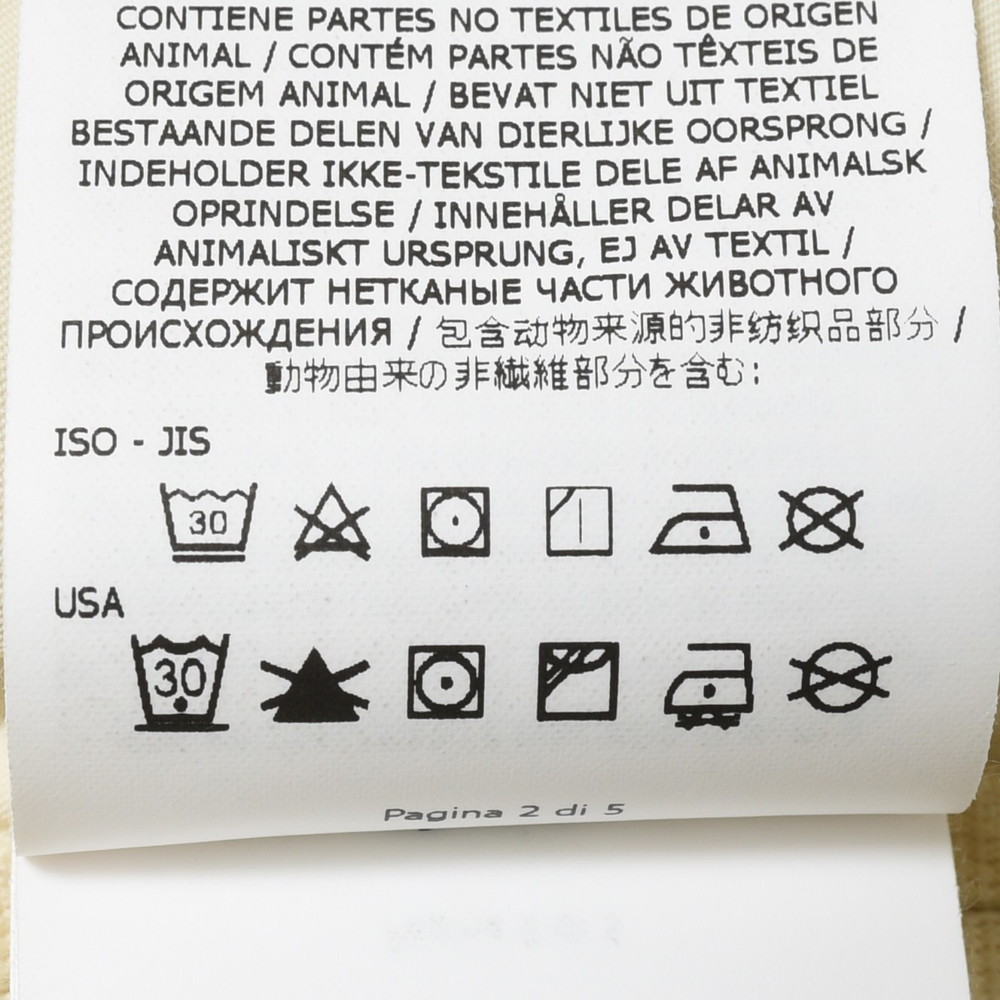 CONTIENE PARTES NO TEXTILES DE ORIGEN
ANIMAL / CONTÉM PARTES NÃO TÊXTEIS DE
ORIGEM ANIMAL / BEVAT NIET UIT TEXTIEL
BESTAANDE DELEN VAN DIERLIJKE OORSPRONG /
INDEHOLDER IKKE-TEKSTILE DELE AF ANIMALSK
OPRINDELSE / INNEHÅLLER DELAR AV
ANIMALISKT URSPRUNG, EJ AV TEXTIL /
СОДЕРЖИТ НЕТКАНЫЕ ЧАСТИ ЖИВОТНОГО
ПРОИСХОЖДЕНИЯ / 包含动物来源的非纺织品部分 /
動物由来の非繊維部分を含む:
ISO - JIS
30
USA
30
Pagina 2 di 5